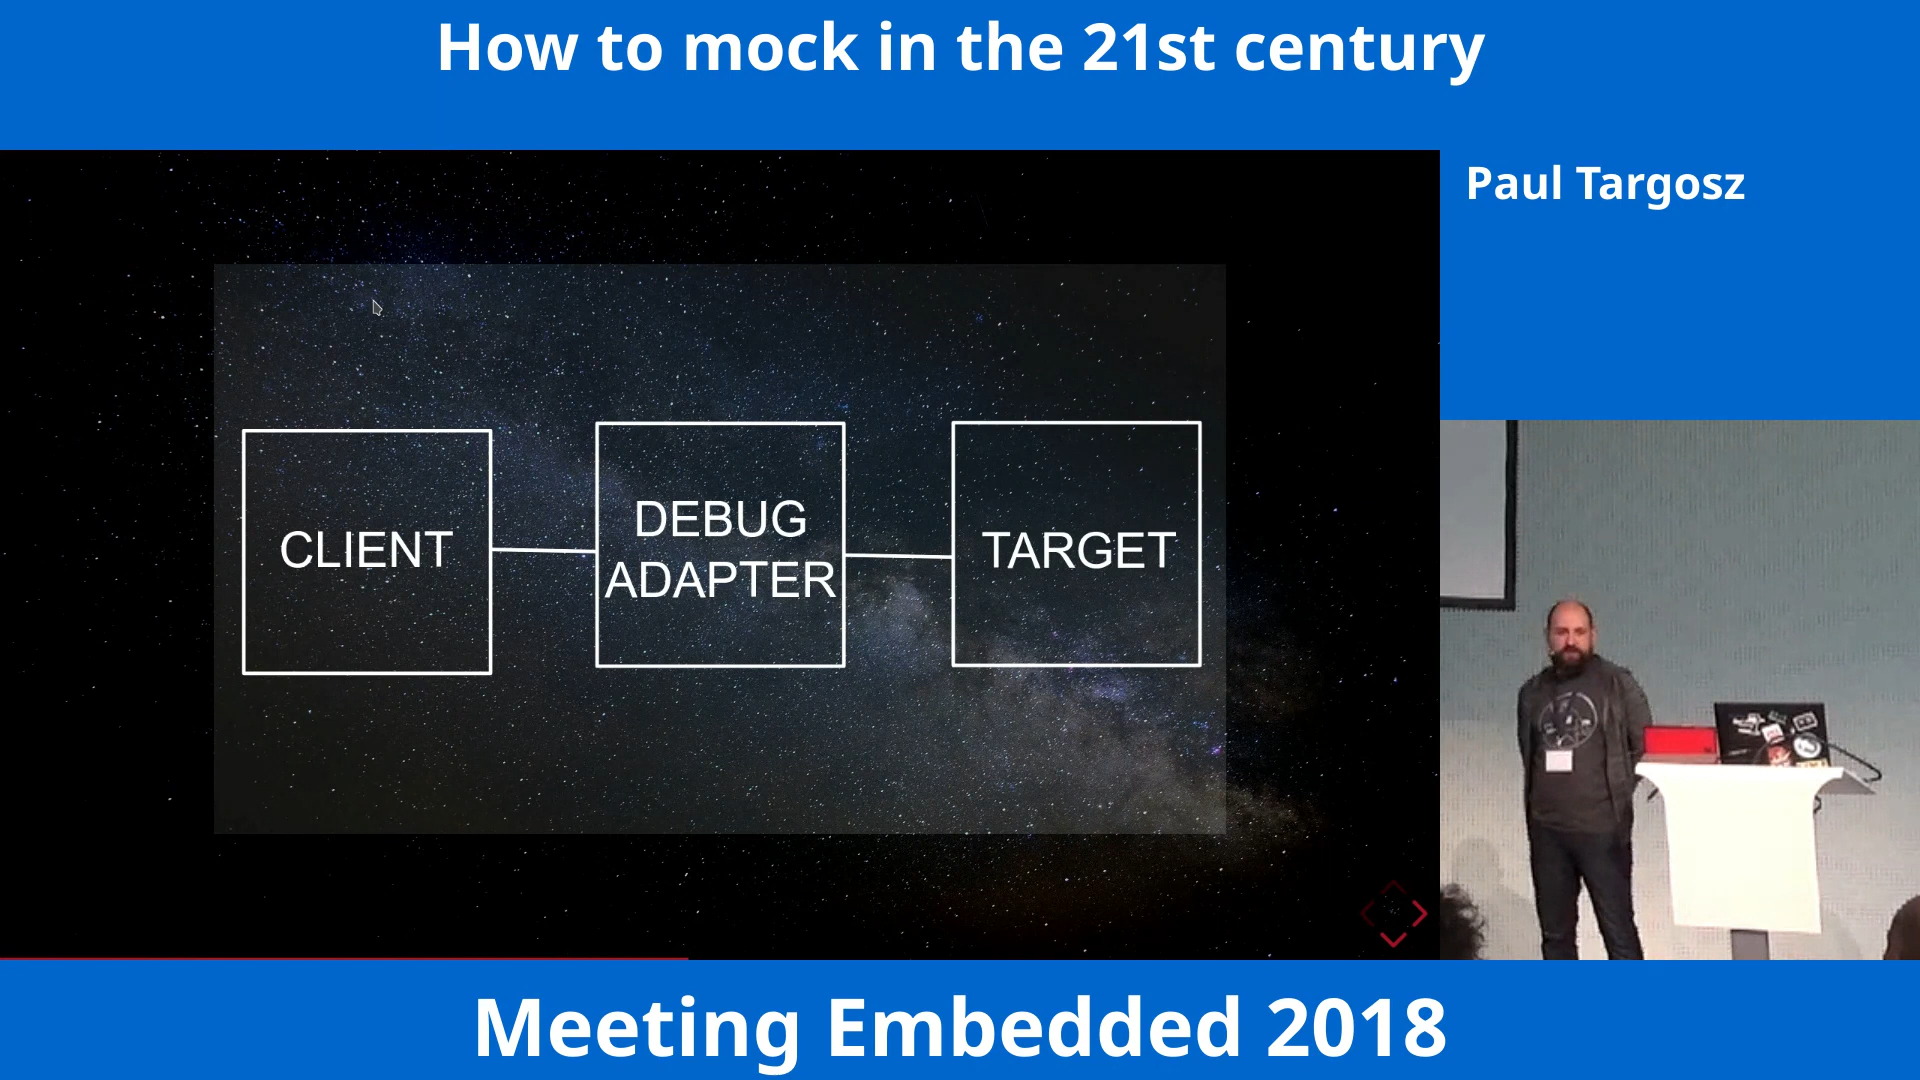 How to mock in the 21st century
Paul Targosz
CLIENT
DEBUG
ADAPTER
TARGET
Meeting Embedded 2018